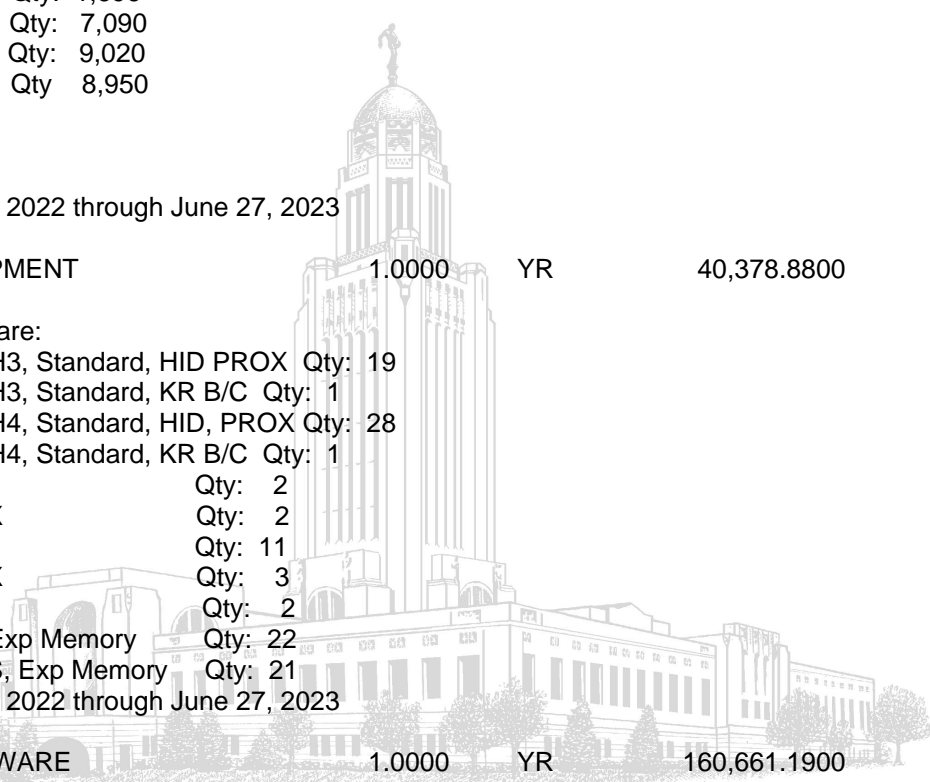 Qty: 7,090
Qty: 9,020
Qty 8,950
2022 through June 27, 2023
PMENT 1.0000 YR 40,378.8800
are:
H3, Standard, HID PROX Qty: 19
H3, Standard, KR B/C Qty: 1
H4, Standard, HID, PROX Qty: 28
H4, Standard, KR B/C Qty: 1
Qty: 2
Qty: 2
Qty: 11
Qty: 3
Qty: 2
Exp Memory Qty: 22
S, Exp Memory Qty: 21
2022 through June 27, 2023
WARE 1.0000 YR 160,661.1900